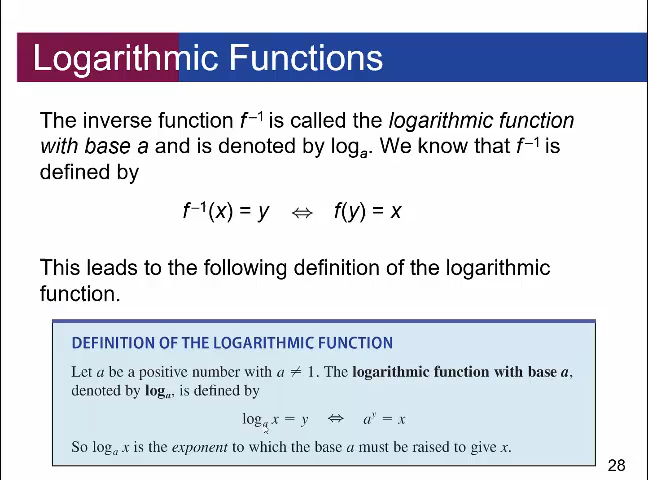 Logarithmic Functions
The inverse function f⁻¹ is called the logarithmic function
with base a and is denoted by logₐ. We know that f⁻¹ is
defined by
f⁻¹(x) = y ⇔ f(y) = x
This leads to the following definition of the logarithmic
function.
DEFINITION OF THE LOGARITHMIC FUNCTION
Let a be a positive number with a ≠ 1. The logarithmic function with base a,
denoted by logₐ, is defined by
logₐ x = y ⇔ aʸ = x
So logₐ x is the exponent to which the base a must be raised to give x.
28